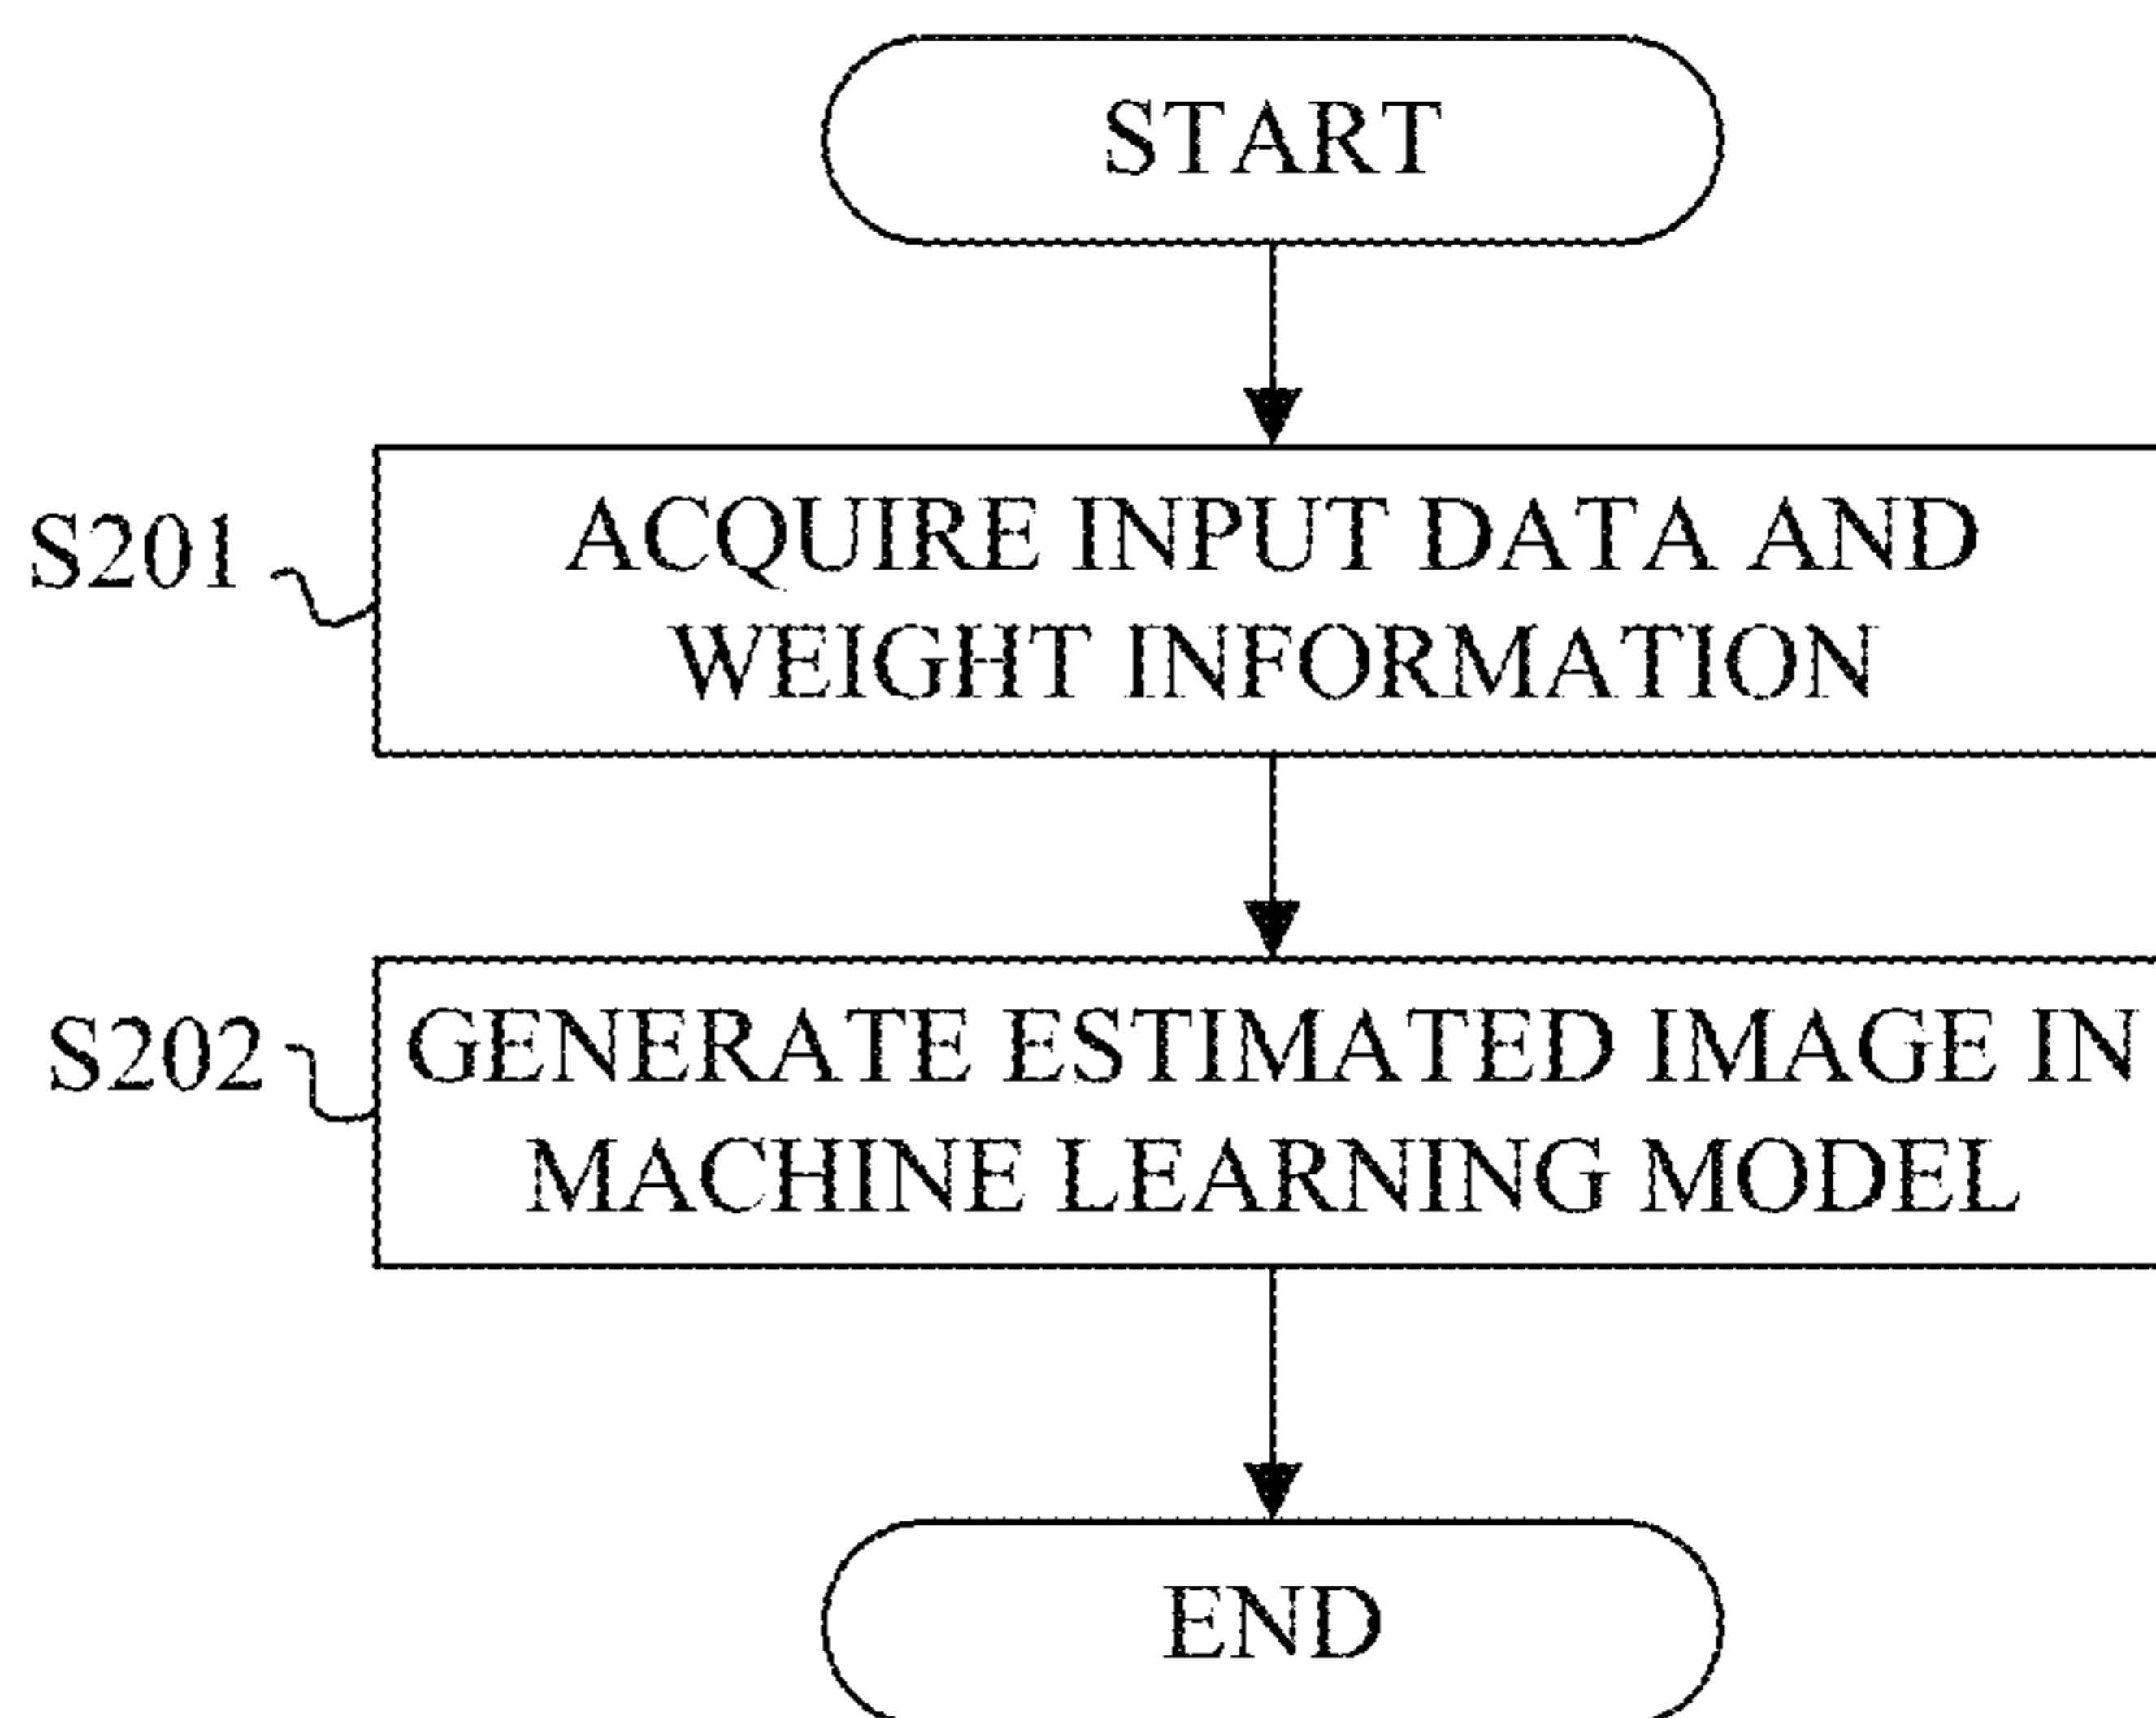 START
S201
ACQUIRE INPUT DATA AND
WEIGHT INFORMATION
S202
GENERATE ESTIMATED IMAGE IN
MACHINE LEARNING MODEL
END